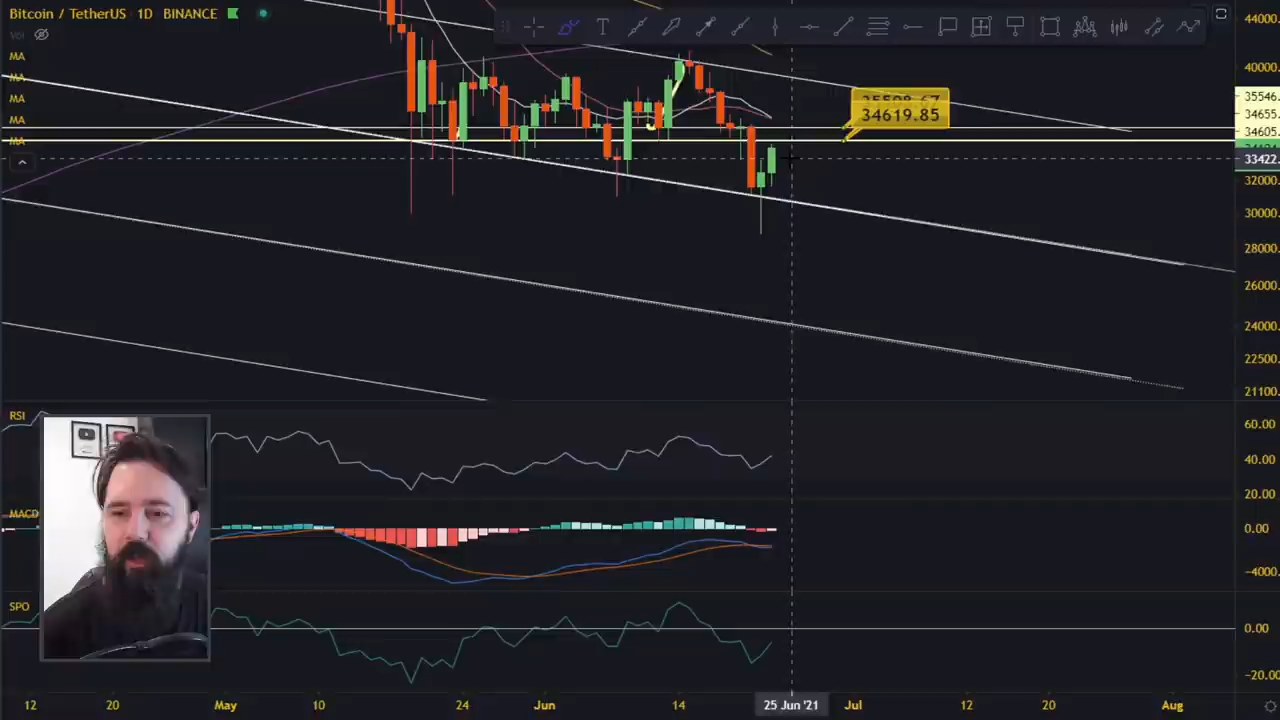 Bitcoin / TetherUS 1D BINANCE
Vol
MA
MA
MA
MA
MA
T
34619.85
44000.
40000.
35546.
34655.
34605.
33422.
32000.
30000.
28000.
26000.
24000.
22500.
21100.
RSI
60.00
40.00
20.00
MACD
0.00
-4000.
SPO
0.00
-20.00
12 20 May 10 24 Jun 14 25 Jun '21 Jul 12 20 Aug